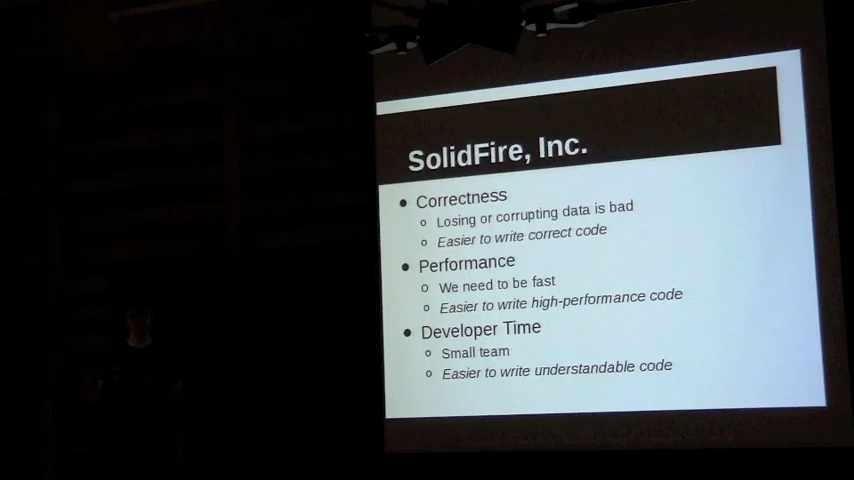 SolidFire, Inc.
● Correctness
○ Losing or corrupting data is bad
○ Easier to write correct code
● Performance
○ We need to be fast
○ Easier to write high-performance code
● Developer Time
○ Small team
○ Easier to write understandable code